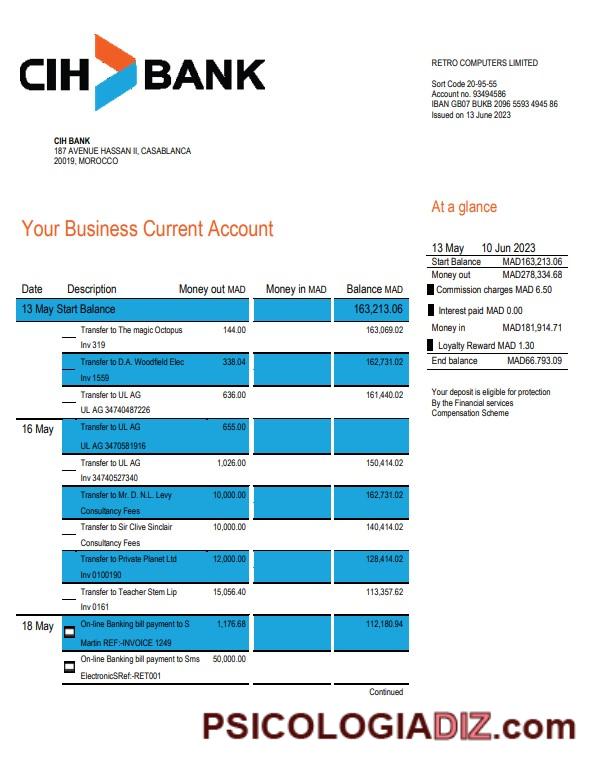 CIH BANK
RETRO COMPUTERS LIMITED
Sort Code 20-95-55
Account no. 93494586
IBAN GB07 BUKB 2096 5593 4945 86
Issued on 13 June 2023
CIH BANK
187 AVENUE HASSAN II, CASABLANCA
20019, MOROCCO
At a glance
Your Business Current Account
13 May 10 Jun 2023
Start Balance MAD163,213.06
Money out MAD278,334.68
Commission charges MAD 6.50
Interest paid MAD 0.00
Money in MAD181,914.71
Loyalty Reward MAD 1.30
End balance MAD66.793.09
Your deposit is eligible for protection
By the Financial services
Compensation Scheme
Date Description Money out MAD Money in MAD Balance MAD
13 May Start Balance 163,213.06
Transfer to The magic Octopus 144.00 163,069.02
Inv 319
Transfer to D.A. Woodfield Elec 338.04 162,731.02
Inv 1559
Transfer to UL AG 636.00 161,440.02
UL AG 34740487226
16 May Transfer to UL AG 655.00
UL AG 3470581916
Transfer to UL AG 1,026.00 150,414.02
Inv 34740527340
Transfer to Mr. D. N.L. Levy 10,000.00 162,731.02
Consultancy Fees
Transfer to Sir Clive Sinclair 10,000.00 140,414.02
Consultancy Fees
Transfer to Private Planet Ltd 12,000.00 128,414.02
Inv 0100190
Transfer to Teacher Stem Lip 15,056.40 113,357.62
Inv 0161
18 May On-line Banking bill payment to S 1,176.68 112,180.94
Martin REF:-INVOICE 1249
On-line Banking bill payment to Sms 50,000.00
ElectronicSRef:-RET001
Continued
PSICOLOGIADIZ.com